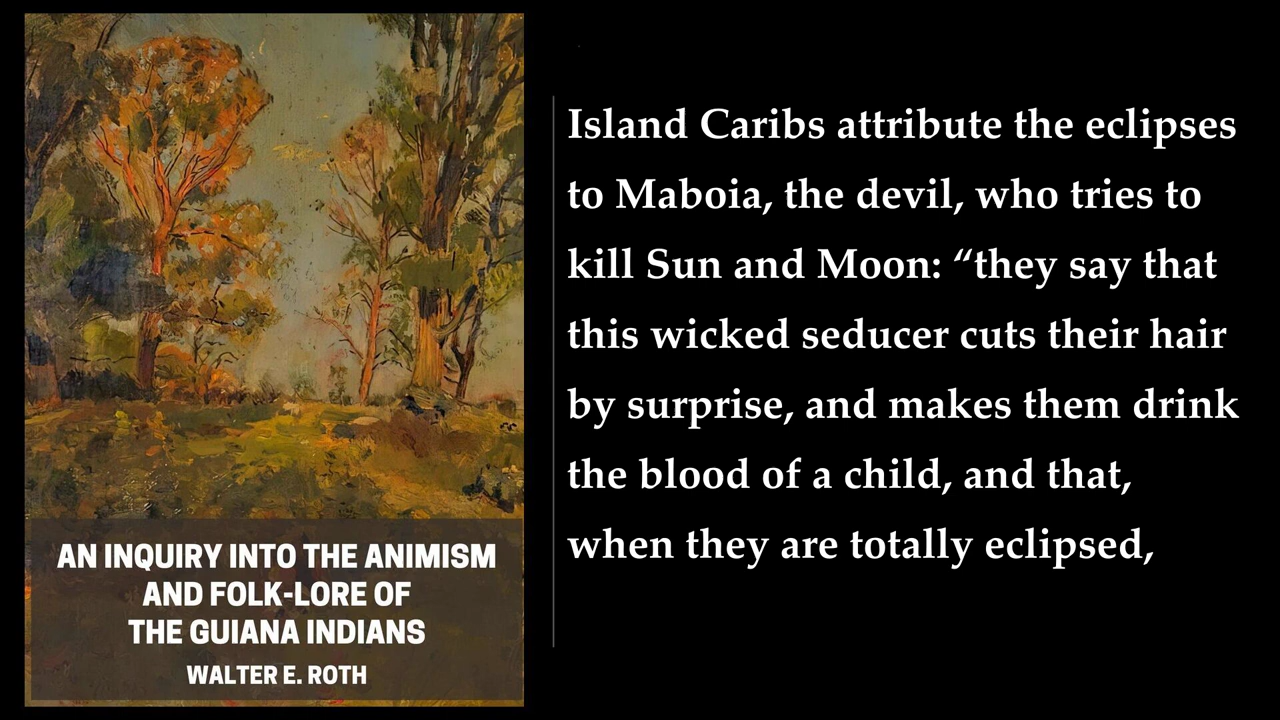 Island Caribs attribute the eclipses
to Maboia, the devil, who tries to
kill Sun and Moon: “they say that
this wicked seducer cuts their hair
by surprise, and makes them drink
the blood of a child, and that,
when they are totally eclipsed,
AN INQUIRY INTO THE ANIMISM
AND FOLK-LORE OF
THE GUIANA INDIANS
WALTER E. ROTH